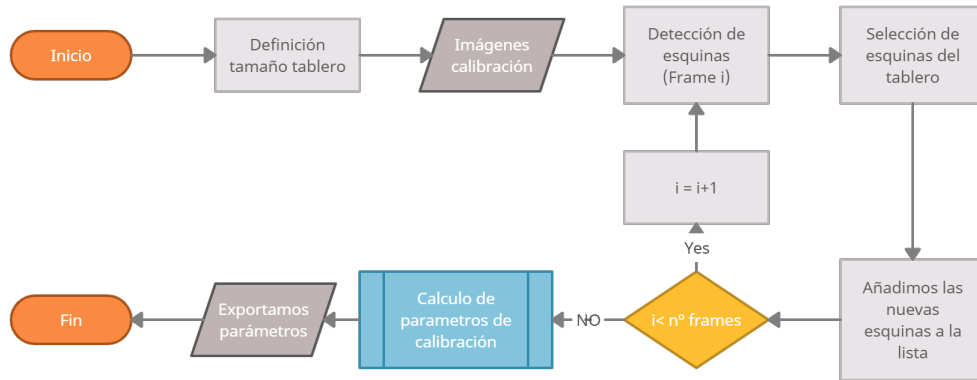 Inicio
Definición
tamaño tablero
Imágenes
calibración
Detección de
esquinas
(Frame i)
Selección de
esquinas del
tablero
i = i+1
Yes
Fin
Exportamos
parámetros
Calculo de
parametros de
calibración
NO
i< nº frames
Añadimos las
nuevas
esquinas a la
lista